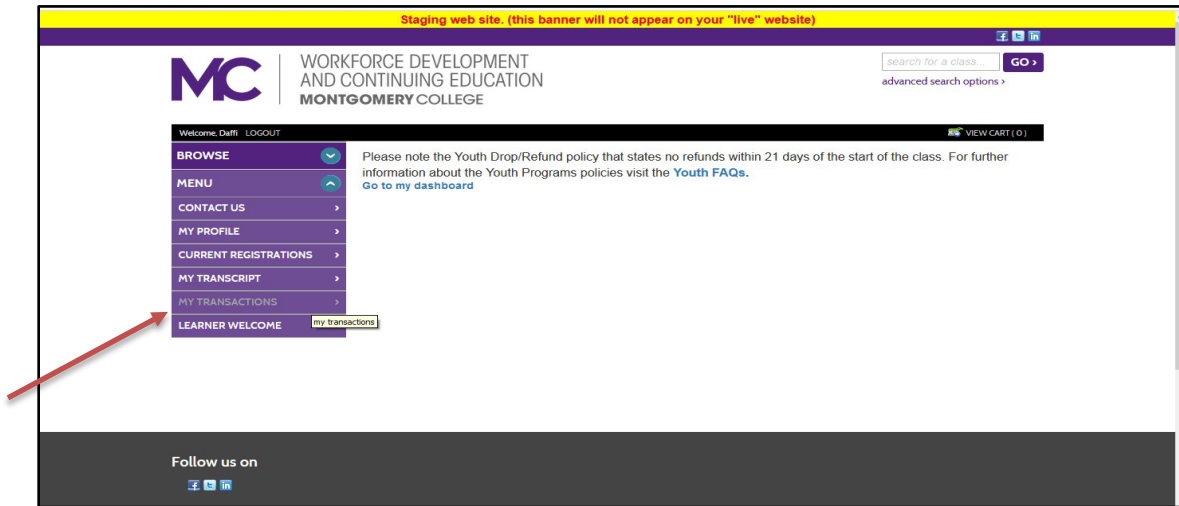 Staging web site. (this banner will not appear on your "live" website)
MC
WORKFORCE DEVELOPMENT
AND CONTINUING EDUCATION
MONTGOMERY COLLEGE
search for a class...
GO ›
advanced search options ›
Welcome, Daffi LOGOUT
VIEW CART ( 0 )
BROWSE
MENU
CONTACT US ›
MY PROFILE ›
CURRENT REGISTRATIONS ›
MY TRANSCRIPT ›
MY TRANSACTIONS ›
my transactions
LEARNER WELCOME
Please note the Youth Drop/Refund policy that states no refunds within 21 days of the start of the class. For further
information about the Youth Programs policies visit the Youth FAQs.
Go to my dashboard
Follow us on